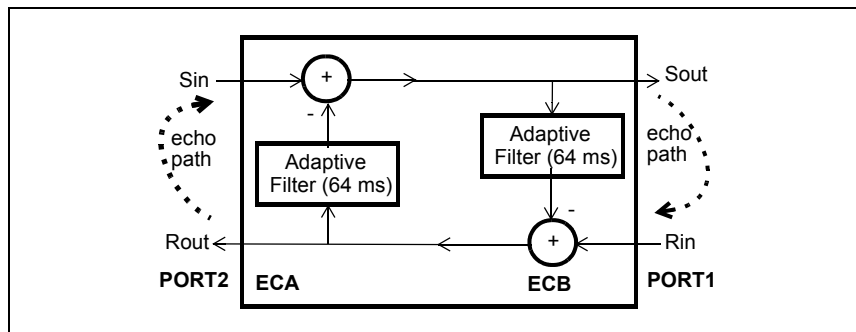 Sin
+
Sout
-
echo
path
Adaptive
Filter (64 ms)
Adaptive
Filter (64 ms)
echo
path
-
Rout
+
Rin
PORT2
ECA
ECB
PORT1